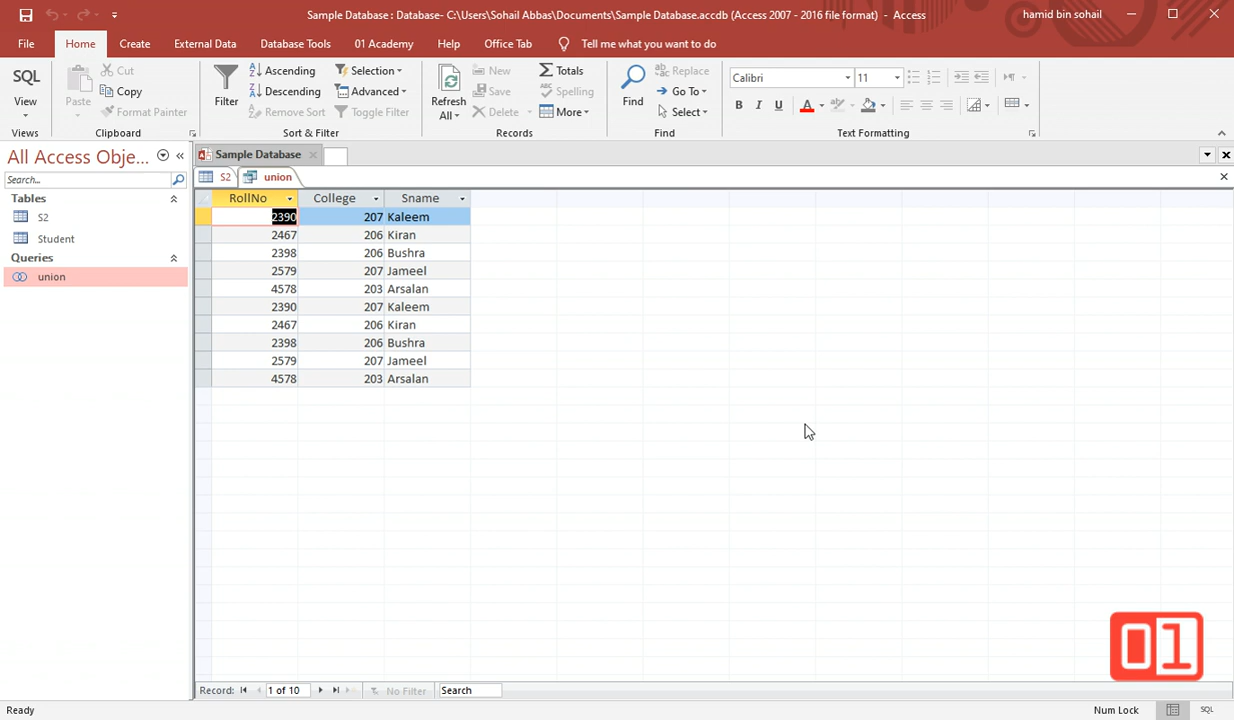 Sample Database : Database- C:\Users\Sohail Abbas\Documents\Sample Database.accdb (Access 2007 - 2016 file format) - Access
hamid bin sohail
File Home Create External Data Database Tools 01 Academy Help Office Tab Tell me what you want to do
SQL
View
Views
Paste
Cut
Copy
Format Painter
Clipboard
Filter
Ascending
Descending
Remove Sort
Selection
Advanced
Toggle Filter
Sort & Filter
Refresh
All
New
Save
Delete
Totals
Spelling
More
Records
Find
Replace
Go To
Select
Find
Calibri 11
B I U A
Text Formatting
All Access Obje...
Search...
Tables
S2
Student
Queries
union
Sample Database
S2 union
RollNo College Sname
2390 207 Kaleem
2467 206 Kiran
2398 206 Bushra
2579 207 Jameel
4578 203 Arsalan
2390 207 Kaleem
2467 206 Kiran
2398 206 Bushra
2579 207 Jameel
4578 203 Arsalan
01
Record: 1 of 10 No Filter Search
Ready
Num Lock
SQL